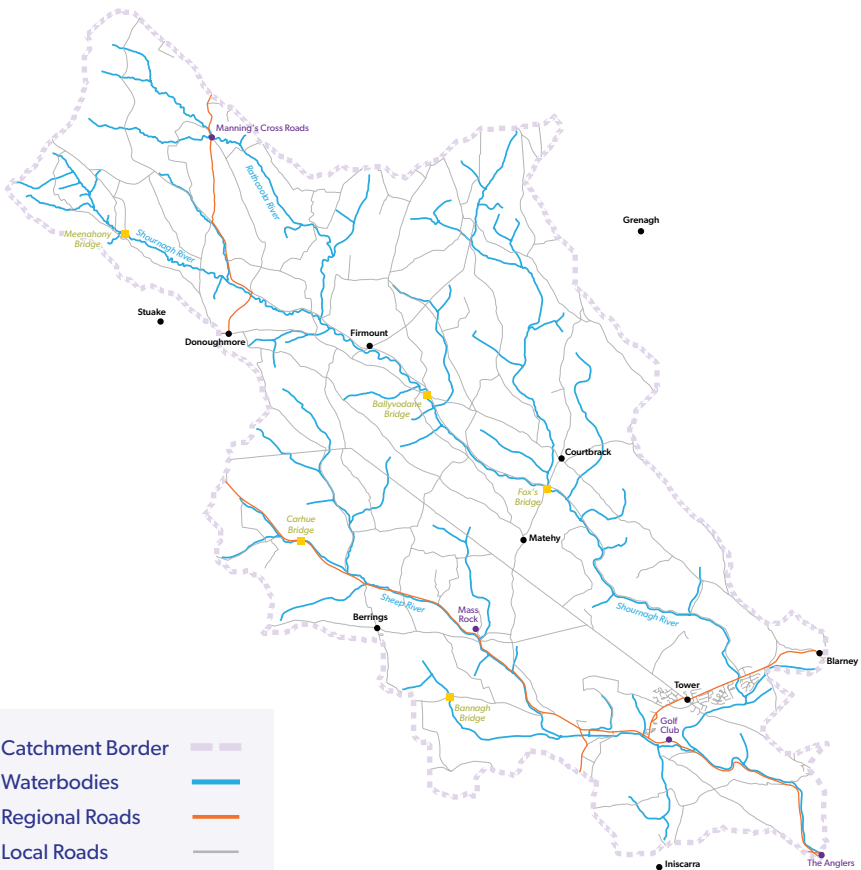 Manning's Cross Roads
Rathcoola River
Grenagh
Meenahony
Bridge
Shournagh River
Stuake
Donoughmore
Firmount
Ballyvodane
Bridge
Courtbrack
Fox's
Bridge
Carhue
Bridge
Matehy
Sheep River
Mass
Rock
Shournagh River
Berrings
Blarney
Tower
Bannagh
Bridge
Golf
Club
Catchment Border
Waterbodies
Regional Roads
Local Roads
The Anglers
Iniscarra